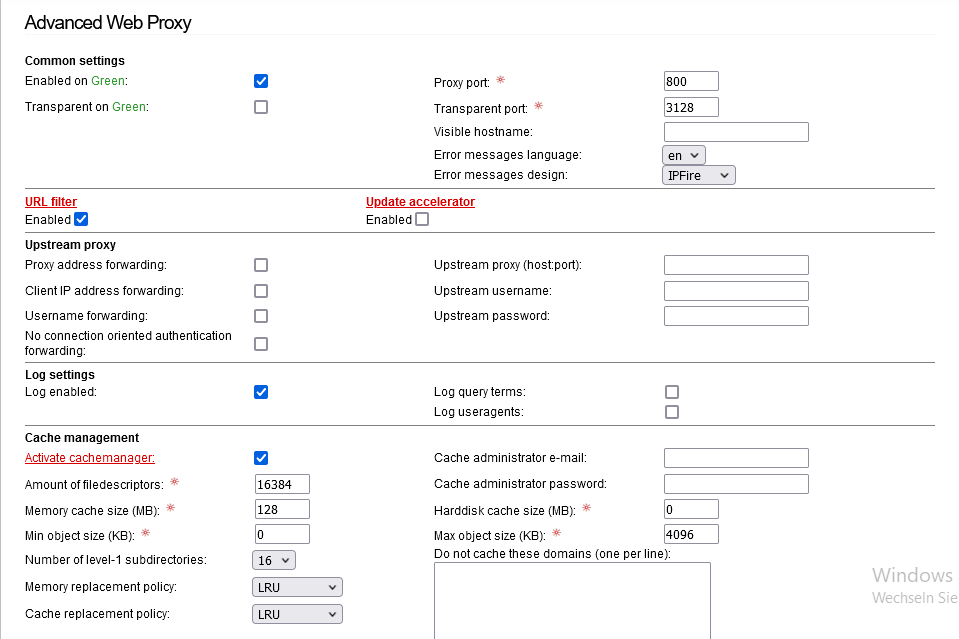 Advanced Web Proxy
Common settings
Enabled on Green:
Proxy port: *
800
Transparent on Green:
Transparent port: *
3128
Visible hostname:
Error messages language:
en
Error messages design:
IPFire
URL filter
Update accelerator
Enabled
Enabled
Upstream proxy
Proxy address forwarding:
Upstream proxy (host:port):
Client IP address forwarding:
Upstream username:
Username forwarding:
Upstream password:
No connection oriented authentication
forwarding:
Log settings
Log enabled:
Log query terms:
Log useragents:
Cache management
Activate cachemanager:
Cache administrator e-mail:
Amount of filedescriptors: *
16384
Cache administrator password:
Memory cache size (MB): *
128
Harddisk cache size (MB): *
0
Min object size (KB): *
0
Max object size (KB): *
4096
Number of level-1 subdirectories:
16
Do not cache these domains (one per line):
Memory replacement policy:
LRU
Cache replacement policy:
LRU
Windows
Wechseln Sie